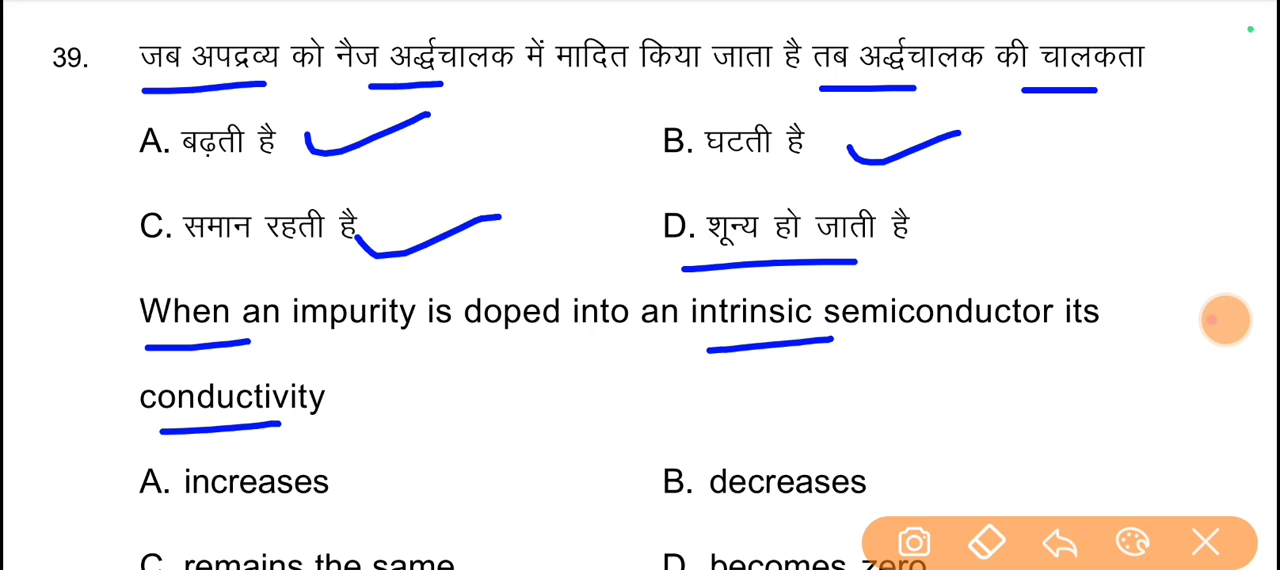 39. जब अपद्रव्य को नैज अर्द्धचालक में मादित किया जाता है तब अर्द्धचालक की चालकता
A. बढ़ती है B. घटती है
C. समान रहती है D. शून्य हो जाती है
When an impurity is doped into an intrinsic semiconductor its
conductivity
A. increases B. decreases
C. remains the same D. becomes zero